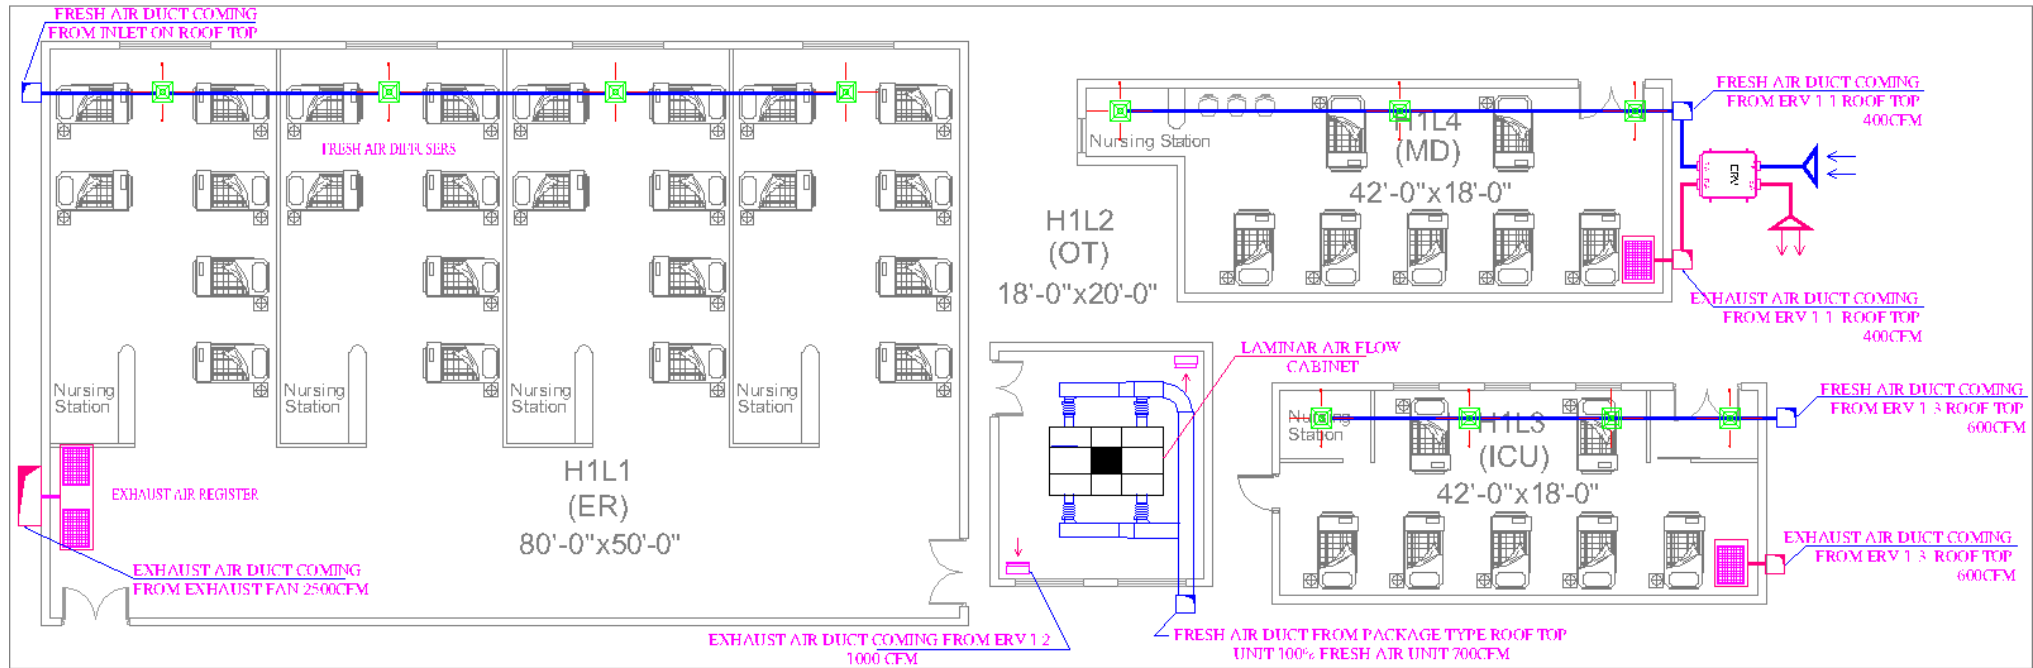 FRESH AIR DUCT COMING
FROM INLET ON ROOF TOP
FRESH AIR DIFFUSERS
Nursing
Station
Nursing
Station
Nursing
Station
Nursing
Station
EXHAUST AIR REGISTER
H1L1
(ER)
80'-0"x50'-0"
EXHAUST AIR DUCT COMING
FROM EXHAUST FAN 2500CFM
Nursing Station
H1L4
(MD)
42'-0"x18'-0"
FRESH AIR DUCT COMING
FROM ERV 1 1 ROOF TOP
400CFM
ERV
H1L2
(OT)
18'-0"x20'-0"
EXHAUST AIR DUCT COMING
FROM ERV 1 1 ROOF TOP
400CFM
LAMINAR AIR FLOW
CABINET
Nursing
Station
H1L3
(ICU)
42'-0"x18'-0"
FRESH AIR DUCT COMING
FROM ERV 1 3 ROOF TOP
600CFM
EXHAUST AIR DUCT COMING
FROM ERV 1 3 ROOF TOP
600CFM
EXHAUST AIR DUCT COMING FROM ERV 1 2
1000 CFM
FRESH AIR DUCT FROM PACKAGE TYPE ROOF TOP
UNIT 100% FRESH AIR UNIT 700CFM